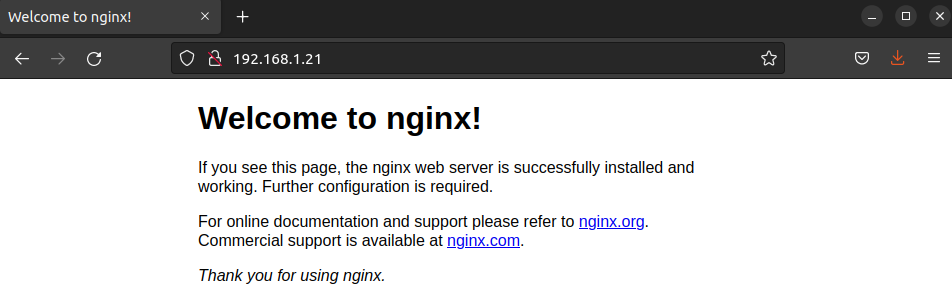 Welcome to nginx!
192.168.1.21
Welcome to nginx!
If you see this page, the nginx web server is successfully installed and
working. Further configuration is required.
For online documentation and support please refer to nginx.org.
Commercial support is available at nginx.com.
Thank you for using nginx.